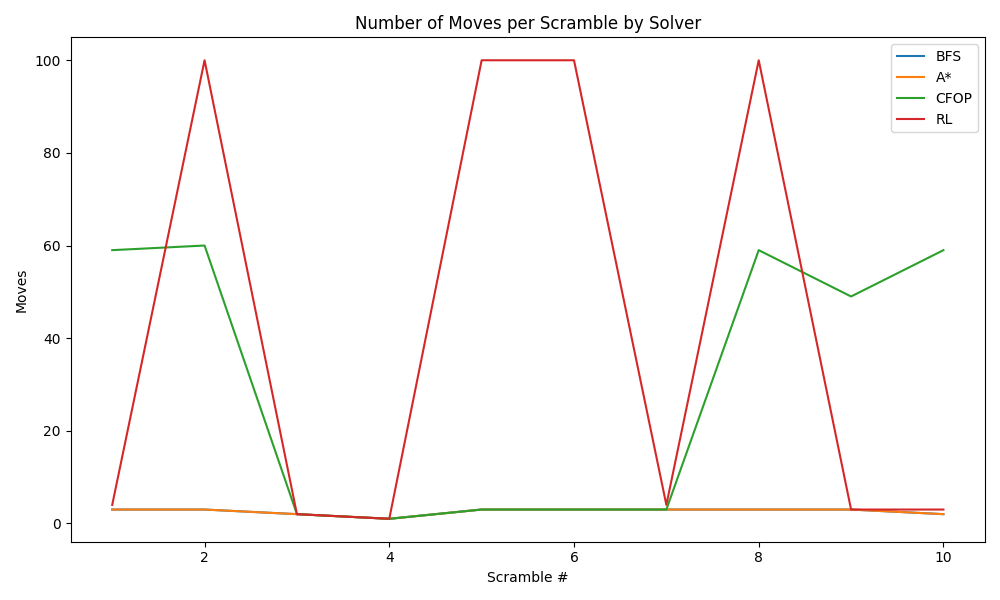 Number of Moves per Scramble by Solver
BFS
A*
CFOP
RL
100
80
60
40
20
0
Moves
2 4 6 8 10
Scramble #